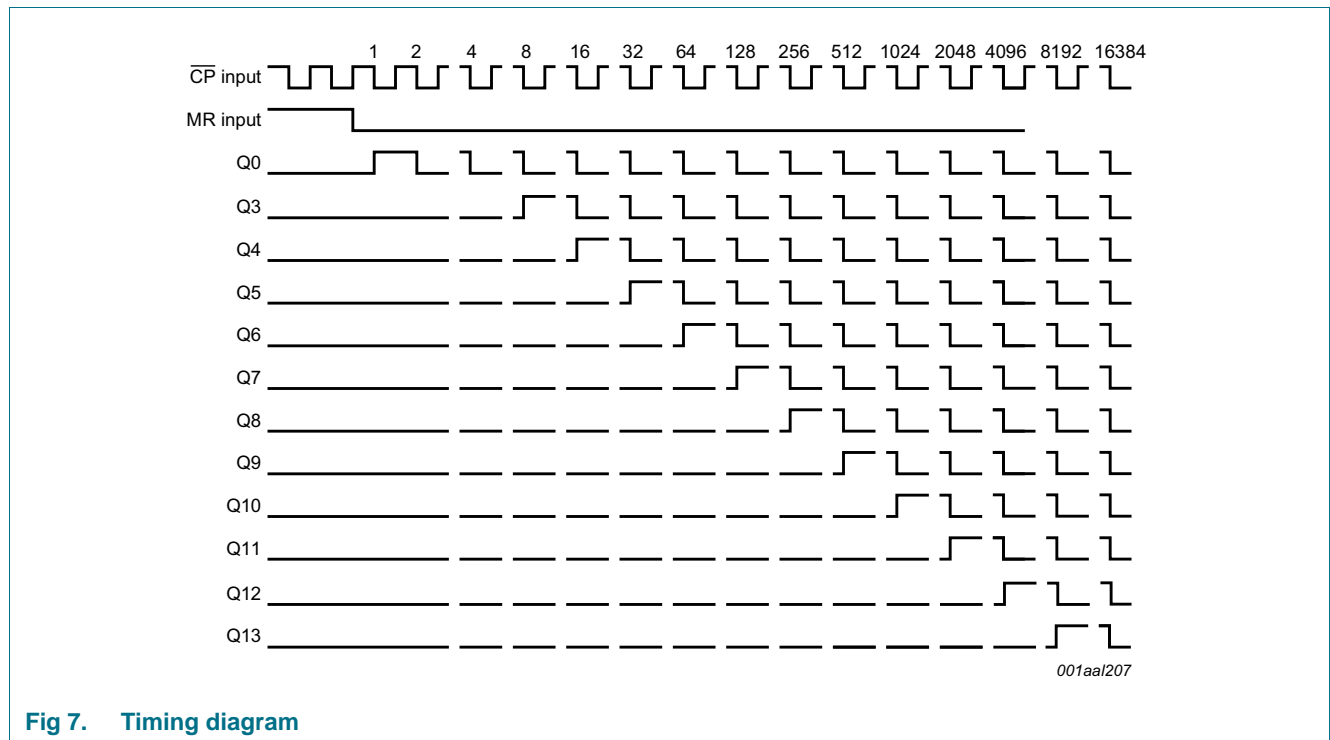 1 2 4 8 16 32 64 128 256 512 1024 2048 4096 8192 16384
CP input
MR input
Q0
Q3
Q4
Q5
Q6
Q7
Q8
Q9
Q10
Q11
Q12
Q13
001aal207
Fig 7. Timing diagram